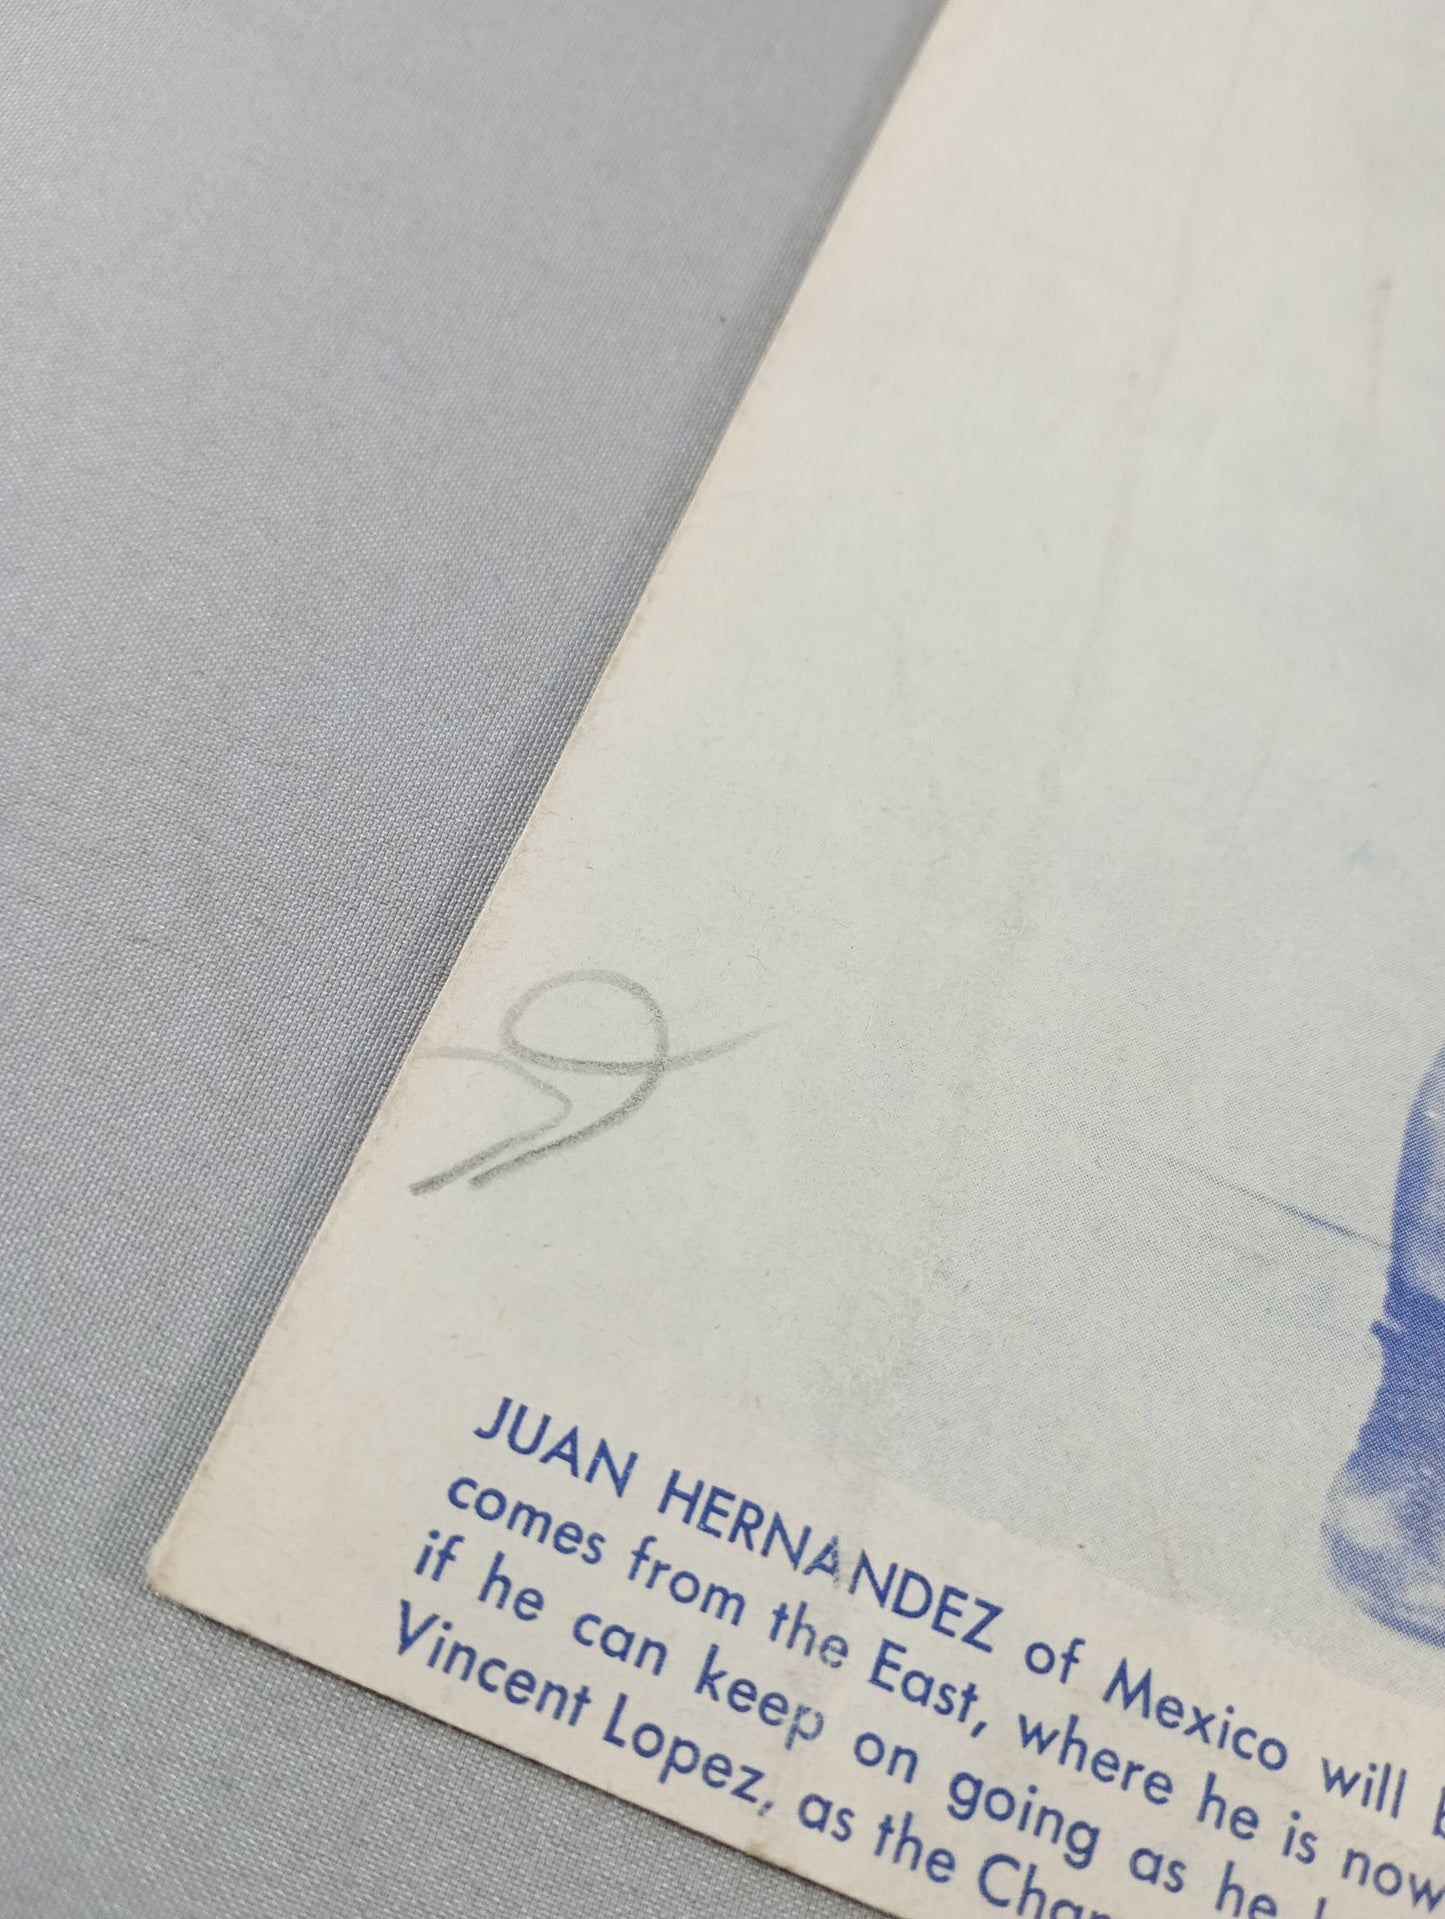 JUAN HERNANDEZ of Mexico will
comes from the East, where he is now
if he can keep on going as he
Vincent Lopez, as the